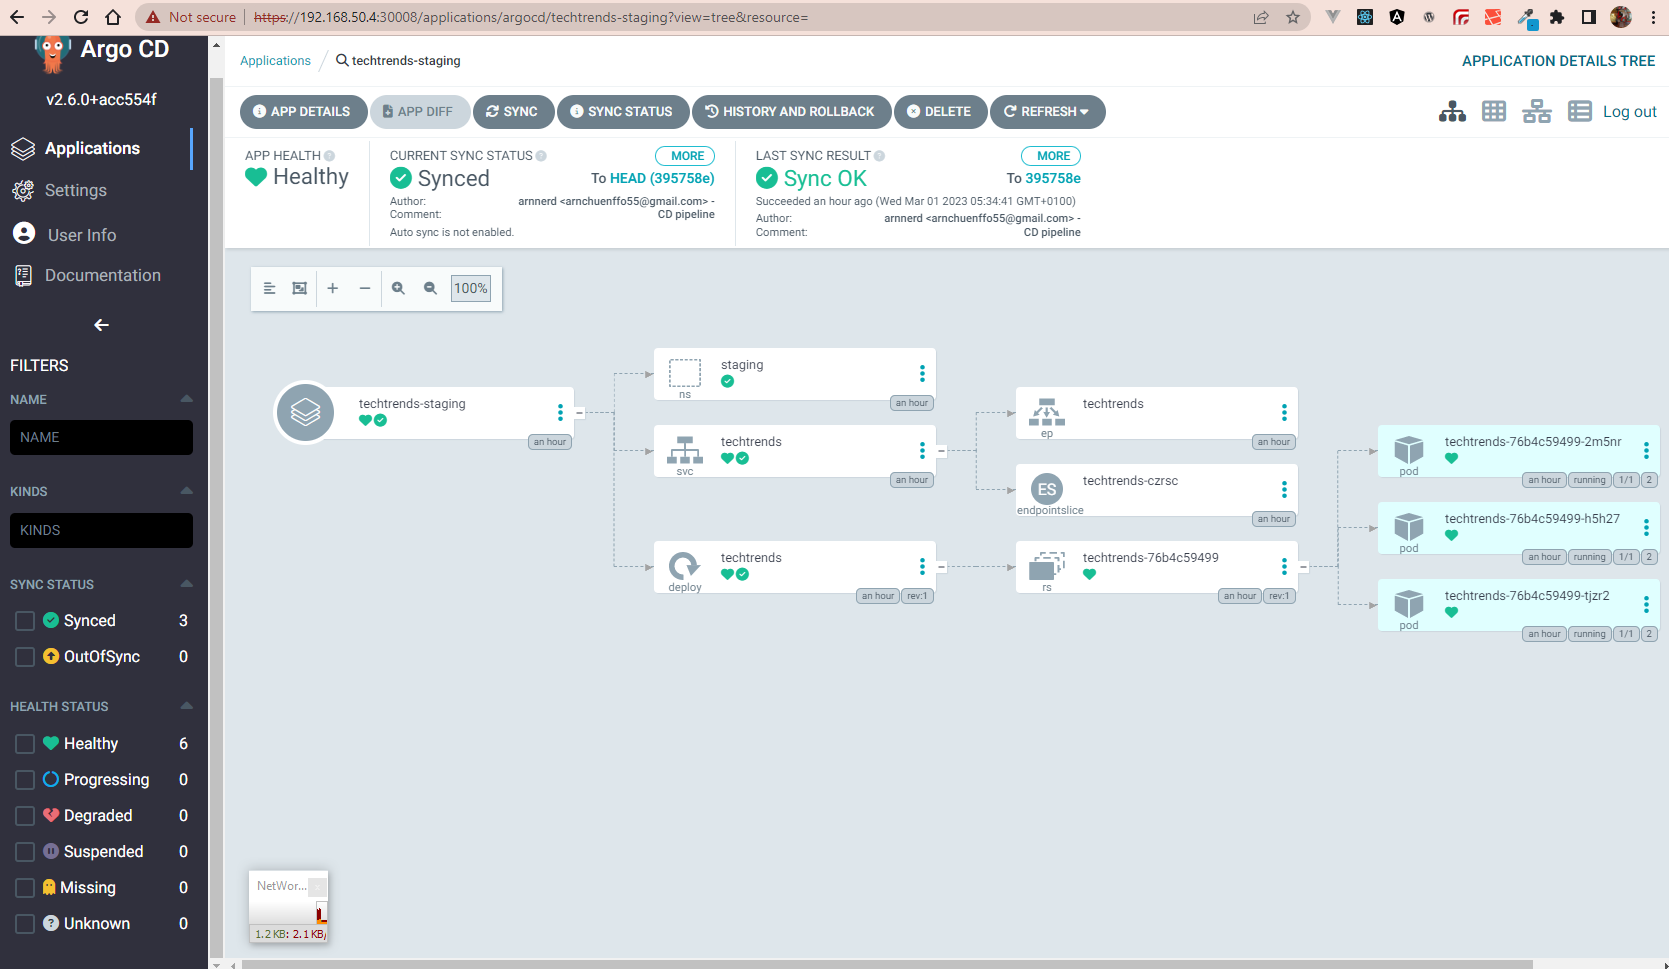 Not secure
https://192.168.50.4:30008/applications/argocd/techtrends-staging?view=tree&resource=
Argo CD
v2.6.0+acc554f
Applications
Settings
User Info
Documentation
FILTERS
NAME
NAME
KINDS
KINDS
SYNC STATUS
Synced 3
OutOfSync 0
HEALTH STATUS
Healthy 6
Progressing 0
Degraded 0
Suspended 0
Missing 0
Unknown 0
Applications / techtrends-staging
APPLICATION DETAILS TREE
APP DETAILS
APP DIFF
SYNC
SYNC STATUS
HISTORY AND ROLLBACK
DELETE
REFRESH
Log out
APP HEALTH
Healthy
CURRENT SYNC STATUS
MORE
Synced
To HEAD (395758e)
Author: arnnerd <arnchuenffo55@gmail.com> -
Comment: CD pipeline
Auto sync is not enabled.
LAST SYNC RESULT
MORE
Sync OK
To 395758e
Succeeded an hour ago (Wed Mar 01 2023 05:34:41 GMT+0100)
Author: arnnerd <arnchuenffo55@gmail.com> -
Comment: CD pipeline
100%
techtrends-staging
an hour
staging
ns
an hour
techtrends
svc
an hour
techtrends
deploy
an hour rev:1
techtrends
ep
an hour
ES
techtrends-czrsc
endpointslice
an hour
techtrends-76b4c59499
rs
an hour rev:1
techtrends-76b4c59499-2m5nr
pod
an hour running 1/1 2
techtrends-76b4c59499-h5h27
pod
an hour running 1/1 2
techtrends-76b4c59499-tjzr2
pod
an hour running 1/1 2
NetWor...
x
1.2 KB: 2.1 KB/